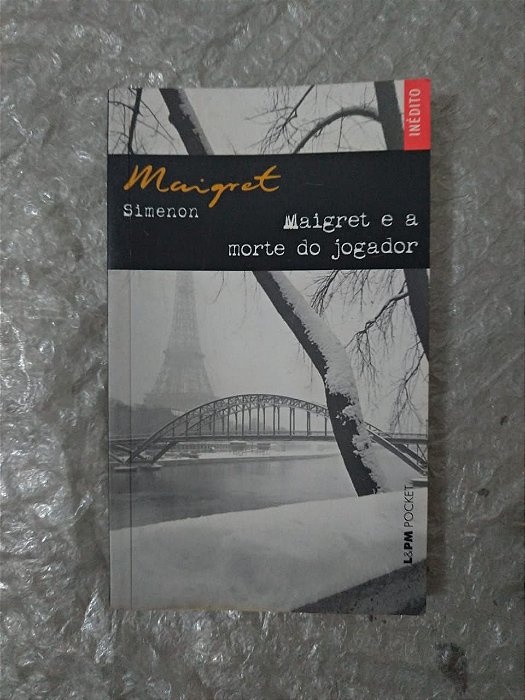 INÉDITO
Maigret
Simenon
Maigret e a
morte do jogador
L&PM POCKET